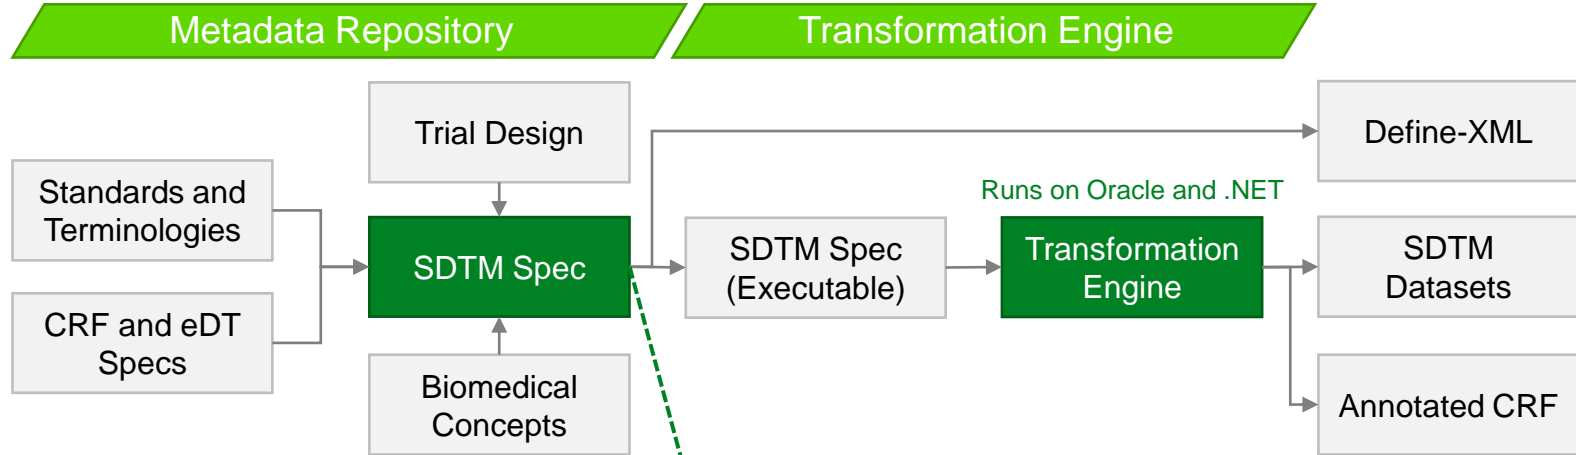 Metadata Repository
Transformation Engine
Trial Design
Define-XML
Standards and
Terminologies
Runs on Oracle and .NET
SDTM Spec
SDTM Spec
(Executable)
Transformation
Engine
SDTM
Datasets
CRF and eDT
Specs
Biomedical
Concepts
Annotated CRF